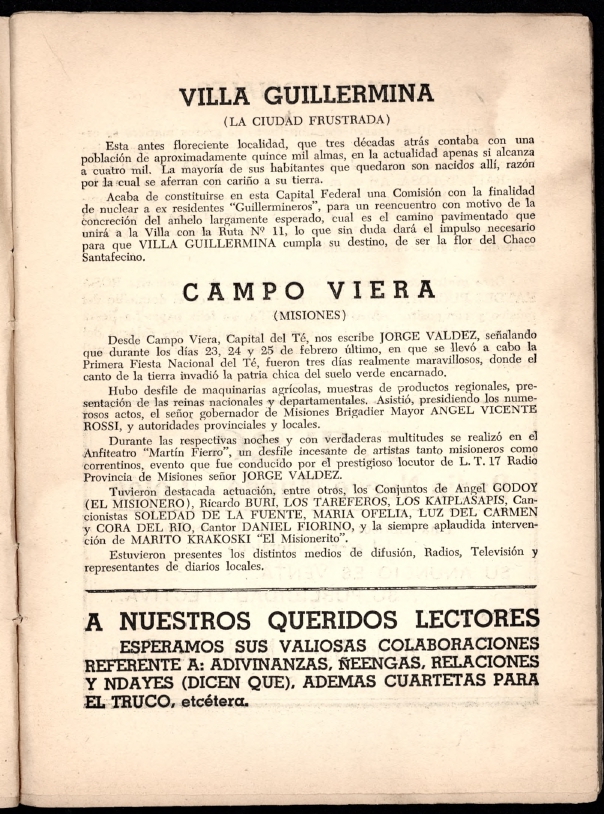 VILLA GUILLERMINA
(LA CIUDAD FRUSTRADA)
Esta antes floreciente localidad, que tres décadas atrás contaba con una
población de aproximadamente quince mil almas, en la actualidad apenas si alcanza
a cuatro mil. La mayoría de sus habitantes que quedaron son nacidos allí, razón
por la cual se aferran con cariño a su tierra.
Acaba de constituirse en esta Capital Federal una Comisión con la finalidad
de nuclear a ex residentes "Guillermineros", para un reencuentro con motivo de la
concreción del anhelo largamente esperado, cual es el camino pavimentado que
unirá a la Villa con la Ruta Nº 11, lo que sin duda dará el impulso necesario
para que VILLA GUILLERMINA cumpla su destino, de ser la flor del Chaco
Santafecino.
CAMPO VIERA
(MISIONES)
Desde Campo Viera, Capital del Té, nos escribe JORGE VALDEZ, señalando
que durante los días 23, 24 y 25 de febrero último, en que se llevó a cabo la
Primera Fiesta Nacional del Té, fueron tres días realmente maravillosos, donde el
canto de la tierra invadió la patria chica del suelo verde encarnado.
Hubo desfile de maquinarias agrícolas, muestras de productos regionales, pre-
sentación de las reinas nacionales y departamentales. Asistió, presidiendo los nume-
rosos actos, el señor gobernador de Misiones Brigadier Mayor ANGEL VICENTE
ROSSI, y autoridades provinciales y locales.
Durante las respectivas noches y con verdaderas multitudes se realizó en el
Anfiteatro "Martín Fierro", un desfile incesante de artistas tanto misioneros como
correntinos, evento que fue conducido por el prestigioso locutor de L. T. 17 Radio
Provincia de Misiones señor JORGE VALDEZ.
Tuvieron destacada actuación, entre otros, los Conjuntos de Angel GODOY
(EL MISIONERO), Ricardo BURI, LOS TAREFEROS, LOS KAIPLASAPIS, Can-
cionistas SOLEDAD DE LA FUENTE, MARIA OFELIA, LUZ DEL CARMEN
y CORA DEL RIO, Cantor DANIEL FIORINO, y la siempre aplaudida interven-
ción de MARITO KRAKOSKI "El Misionerito".
Estuvieron presentes los distintos medios de difusión, Radios, Televisión y
representantes de diarios locales.
A NUESTROS QUERIDOS LECTORES
ESPERAMOS SUS VALIOSAS COLABORACIONES
REFERENTE A: ADIVINANZAS, ÑEENGAS, RELACIONES
Y NDAYES (DICEN QUE), ADEMAS CUARTETAS PARA
EL TRUCO, etcétera.